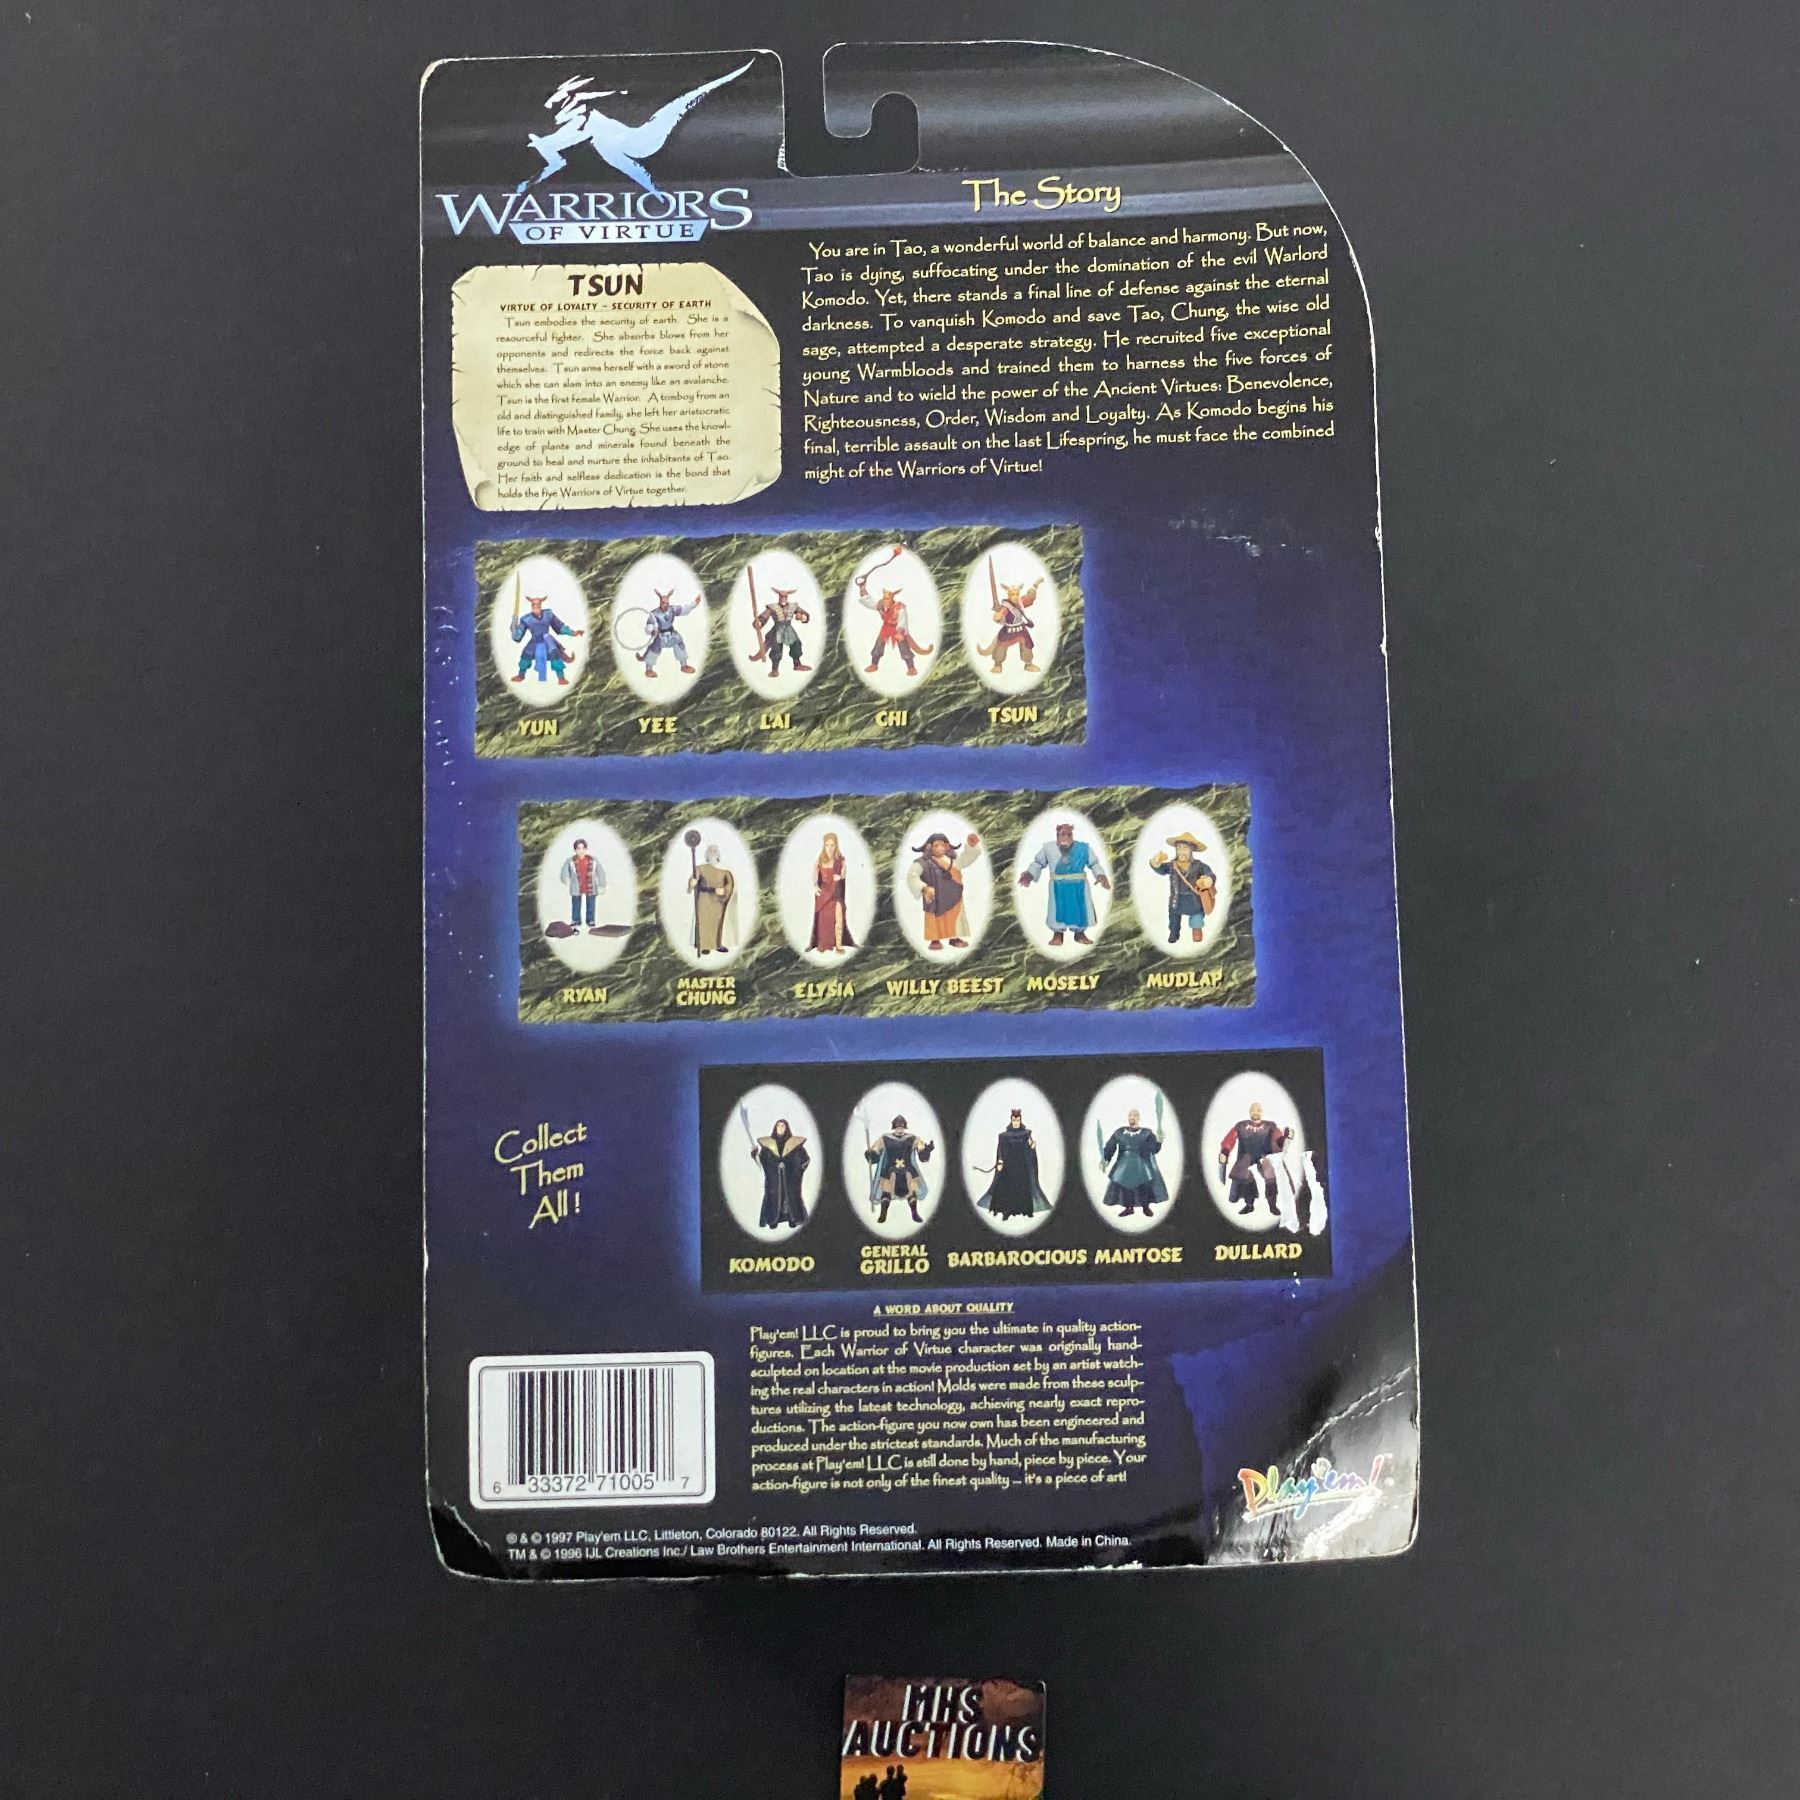 WARRIORS
OF VIRTUE
TSUN
VIRTUE OF LOYALTY - SECURITY OF EARTH
Tsun embodies the security of earth. She is a
resourceful fighter. She absorbs blows from her
opponents and redirects the force back against
themselves. Tsun arms herself with a sword of stone
which she can slam into an enemy like an avalanche.
Tsun is the first female Warrior. A tomboy from an
old and distinguished family, she left her aristocratic
life to train with Master Chung. She uses the knowl-
edge of plants and minerals found beneath the
ground to heal and nurture the inhabitants of Tao.
Her faith and selfless dedication is the bond that
holds the five Warriors of Virtue together.
The Story
You are in Tao, a wonderful world of balance and harmony. But now,
Tao is dying, suffocating under the domination of the evil Warlord
Komodo. Yet, there stands a final line of defense against the eternal
darkness. To vanquish Komodo and save Tao, Chung, the wise old
sage, attempted a desperate strategy. He recruited five exceptional
young Warmbloods and trained them to harness the five forces of
Nature and to wield the power of the Ancient Virtues: Benevolence,
Righteousness, Order, Wisdom and Loyalty. As Komodo begins his
final, terrible assault on the last Lifespring, he must face the combined
might of the Warriors of Virtue!
YUN YEE LAI CHI TSUN
RYAN MASTER CHUNG ELYSIA WILLY BEEST MOSELY MUDLAP
Collect
Them
All!
KOMODO GENERAL GRILLO BARBAROCIOUS MANTOSE DULLARD
A WORD ABOUT QUALITY
Play'em! LLC is proud to bring you the ultimate in quality action-
figures. Each Warrior of Virtue character was originally hand-
sculpted on location at the movie production set by an artist watch-
ing the real characters in action! Molds were made from these sculp-
tures utilizing the latest technology, achieving nearly exact repro-
ductions. The action-figure you now own has been engineered and
produced under the strictest standards. Much of the manufacturing
process at Play'em! LLC is still done by hand, piece by piece. Your
action-figure is not only of the finest quality ... it's a piece of art!
6 33372 71005 7
Play'em!
® & © 1997 Play'em LLC, Littleton, Colorado 80122. All Rights Reserved.
TM & © 1996 IJL Creations Inc./ Law Brothers Entertainment International. All Rights Reserved. Made in China.
MHS
AUCTIONS